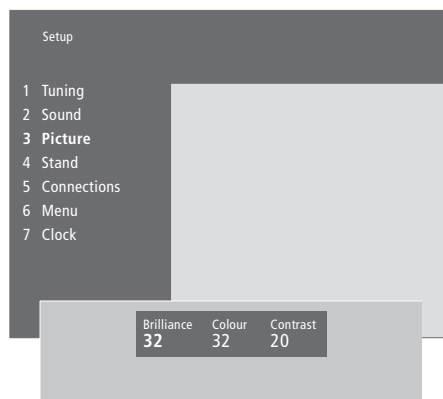 Setup
1 Tuning
2 Sound
3 Picture
4 Stand
5 Connections
6 Menu
7 Clock
Brilliance Colour Contrast
32 32 20